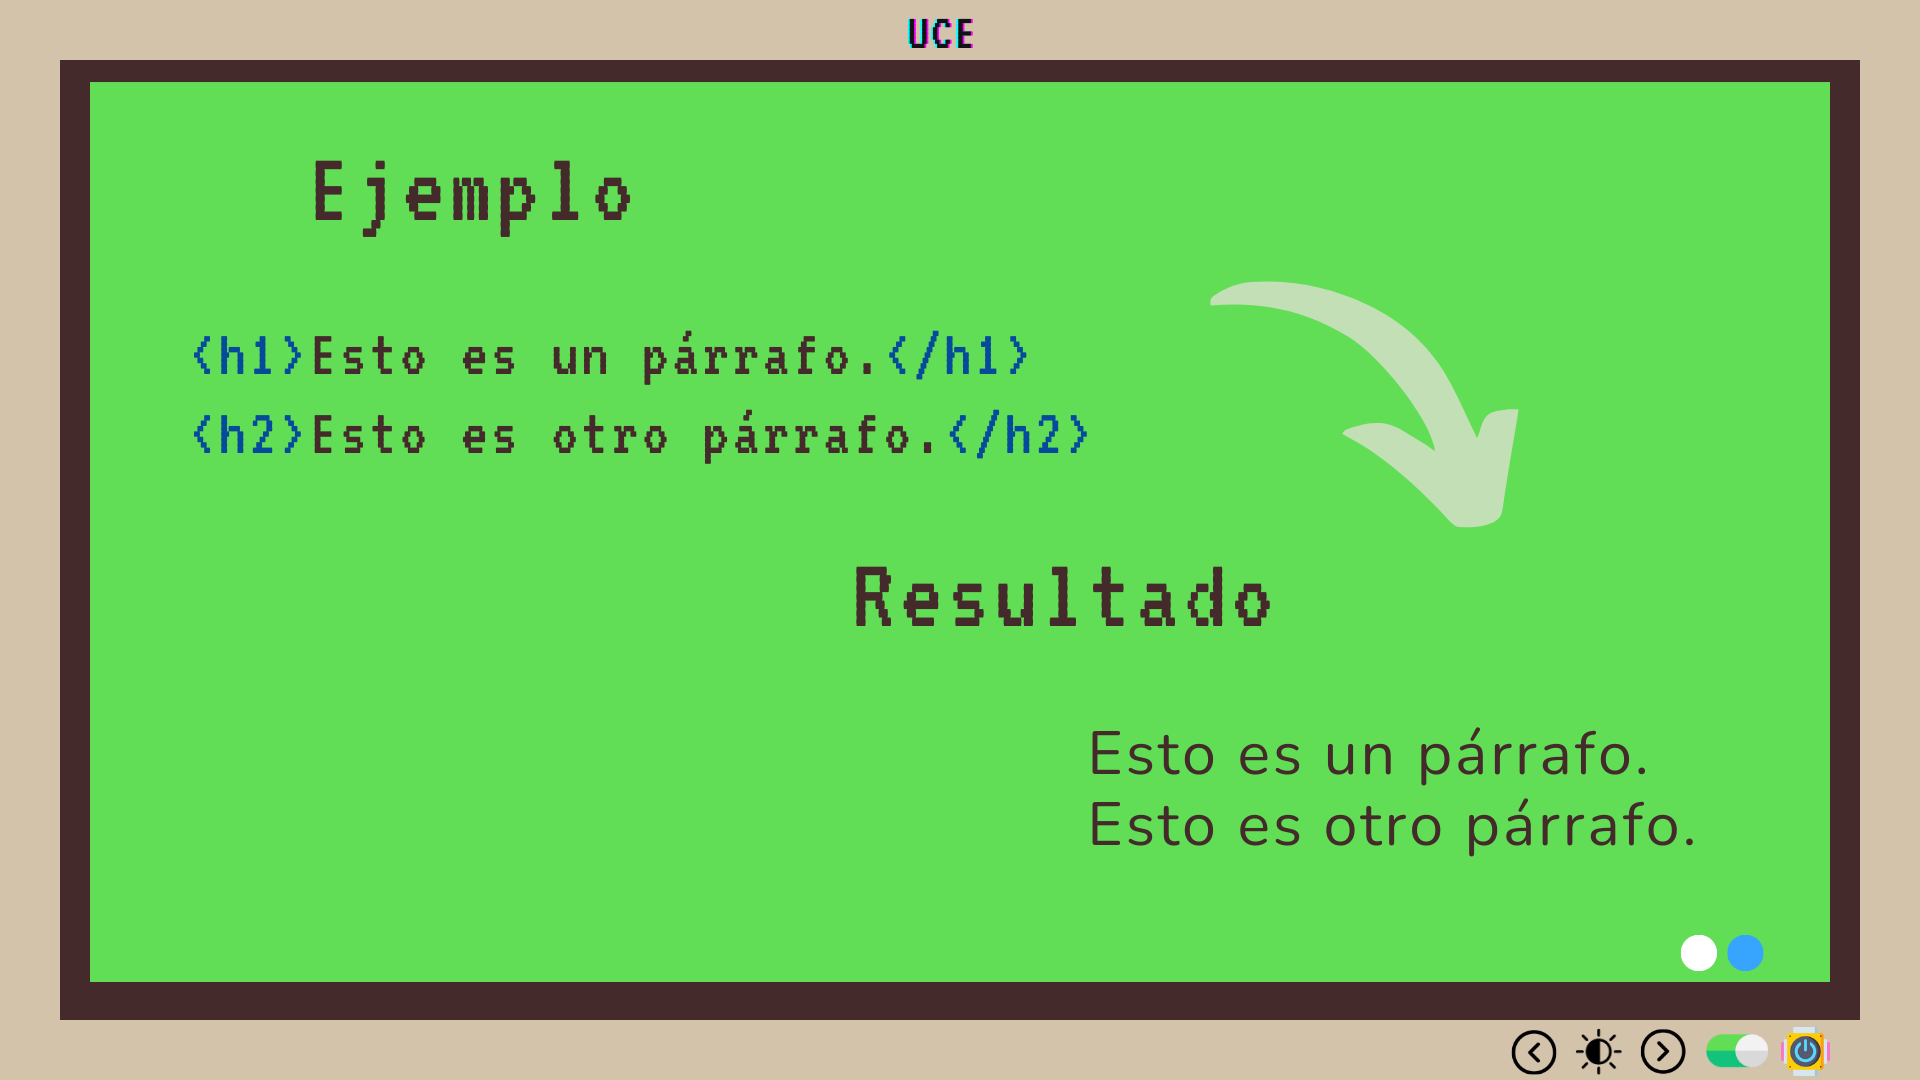 UCE
Ejemplo
<h1>Esto es un párrafo.</h1>
<h2>Esto es otro párrafo.</h2>
Resultado
Esto es un párrafo.
Esto es otro párrafo.